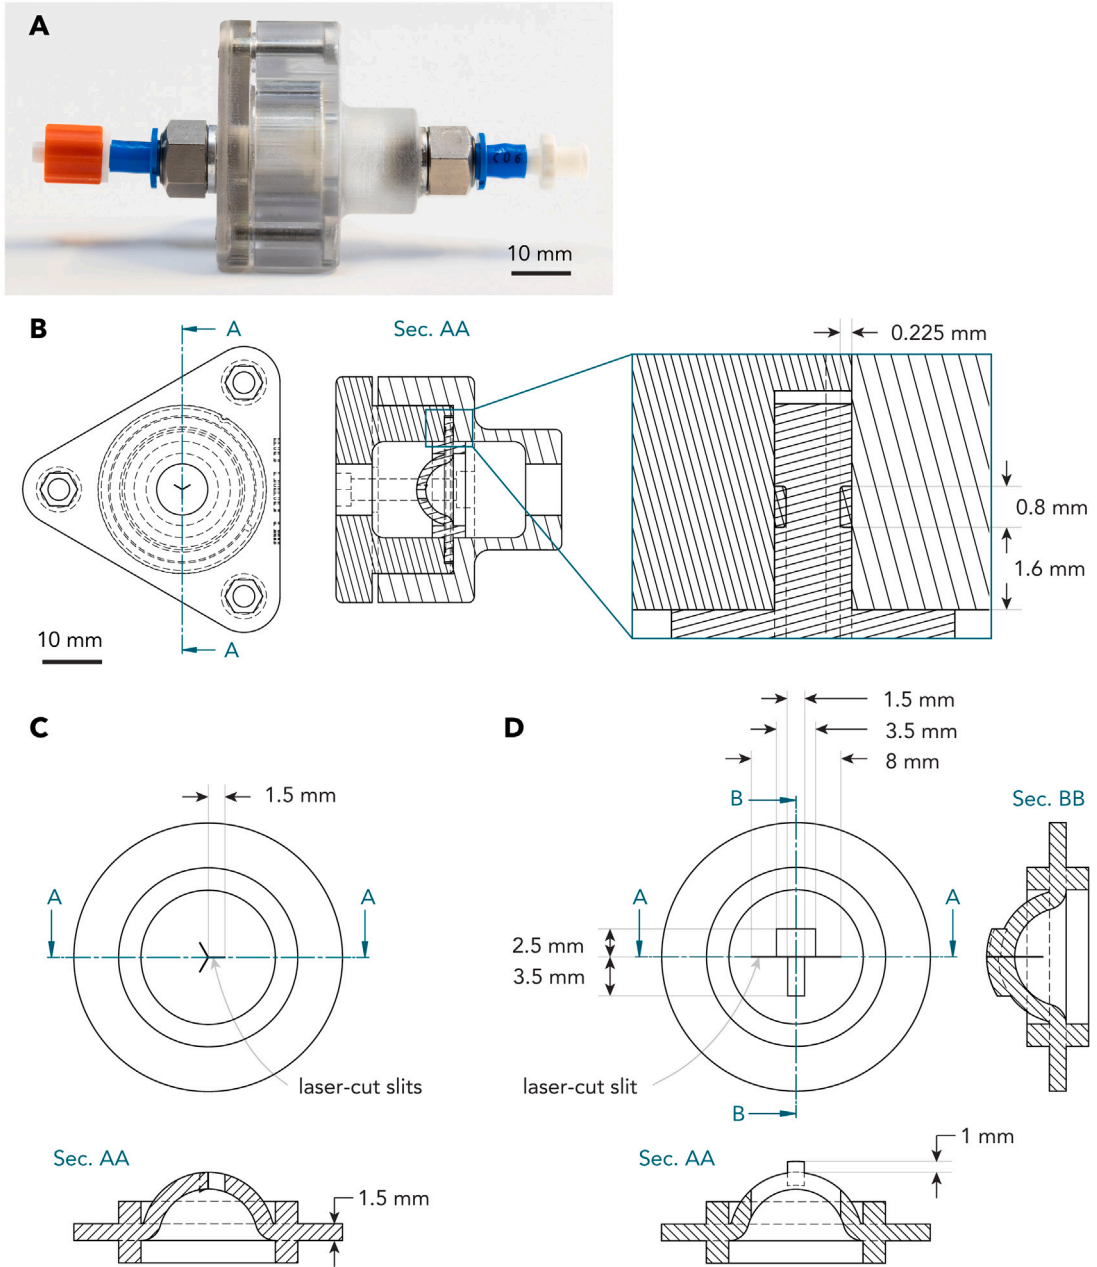 A
C06
10 mm
B
A
Sec. AA
0.225 mm
0.8 mm
1.6 mm
10 mm
A
C
1.5 mm
A
A
laser-cut slits
Sec. AA
1.5 mm
D
1.5 mm
3.5 mm
8 mm
B
Sec. BB
A
A
2.5 mm
3.5 mm
laser-cut slit
B
Sec. AA
1 mm